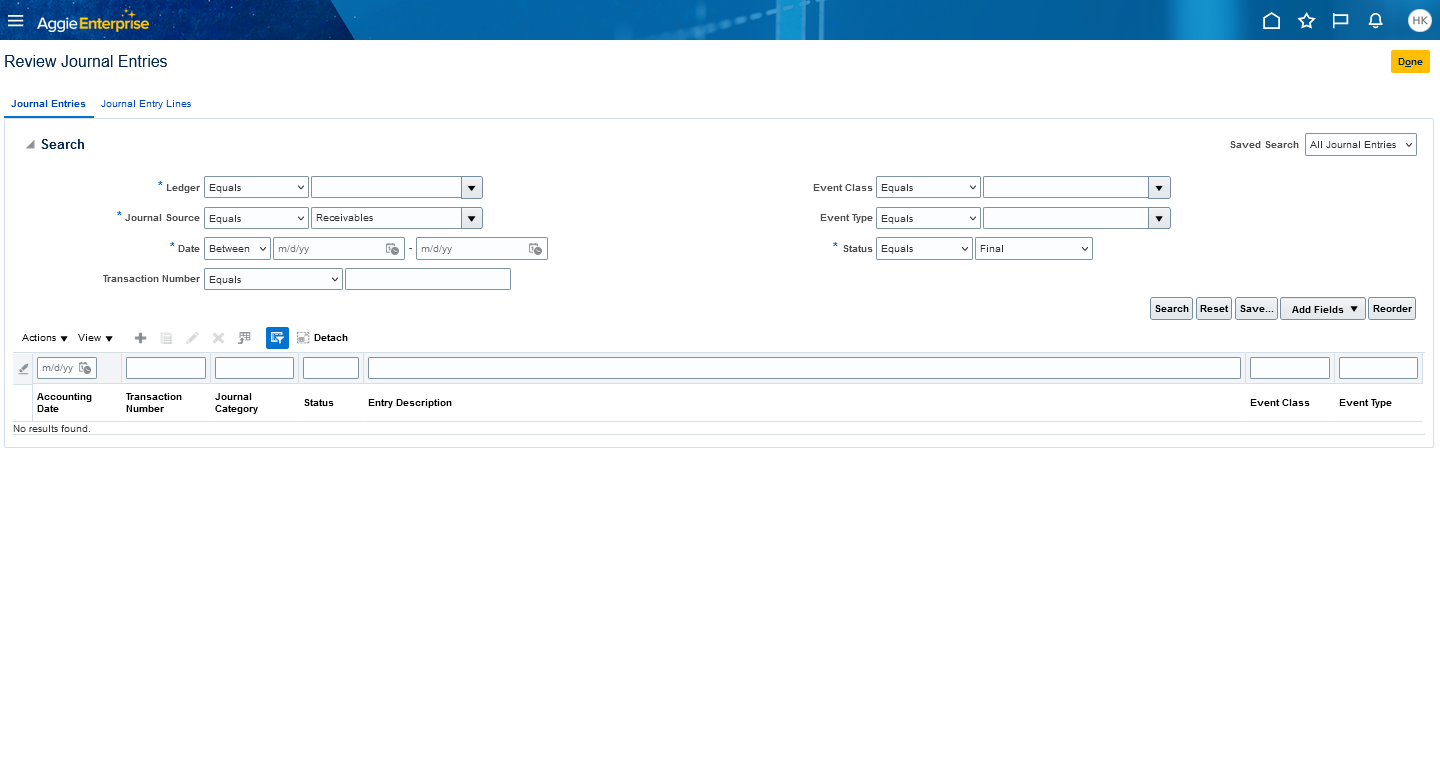 AggieEnterprise
HK
Review Journal Entries
Done
Journal Entries Journal Entry Lines
Search
Saved Search All Journal Entries
* Ledger Equals
Event Class Equals
* Journal Source Equals Receivables
Event Type Equals
* Date Between m/d/yy - m/d/yy
* Status Equals Final
Transaction Number Equals
Search Reset Save... Add Fields Reorder
Actions View Detach
m/d/yy
Accounting Date
Transaction Number
Journal Category
Status
Entry Description
Event Class
Event Type
No results found.